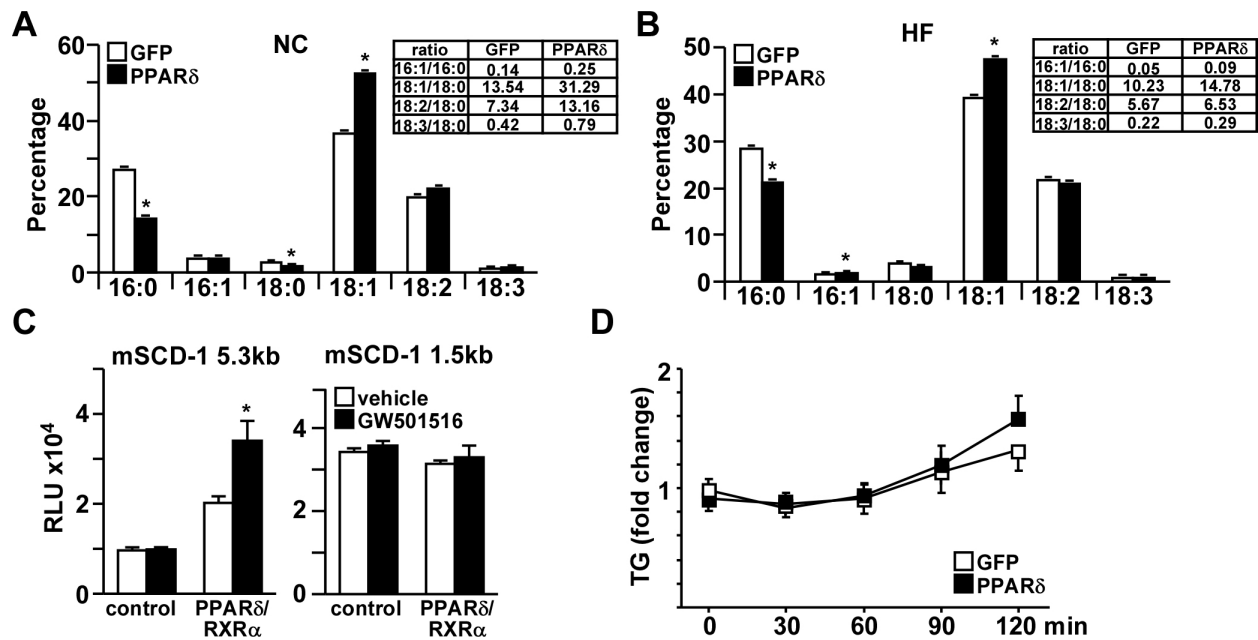 A
NC
GFP
PPARδ
ratio GFP PPARδ
16:1/16:0 0.14 0.25
18:1/18:0 13.54 31.29
18:2/18:0 7.34 13.16
18:3/18:0 0.42 0.79
Percentage
60
40
20
0
* * *
16:0 16:1 18:0 18:1 18:2 18:3
B
HF
GFP
PPARδ
ratio GFP PPARδ
16:1/16:0 0.05 0.09
18:1/18:0 10.23 14.78
18:2/18:0 5.67 6.53
18:3/18:0 0.22 0.29
Percentage
50
40
30
20
10
0
* * *
16:0 16:1 18:0 18:1 18:2 18:3
C
mSCD-1 5.3kb
RLU x10⁴
4
2
0
*
control PPARδ/
RXRα
mSCD-1 1.5kb
vehicle
GW501516
4
2
0
control PPARδ/
RXRα
D
TG (fold change)
2
1
0
GFP
PPARδ
0 30 60 90 120 min